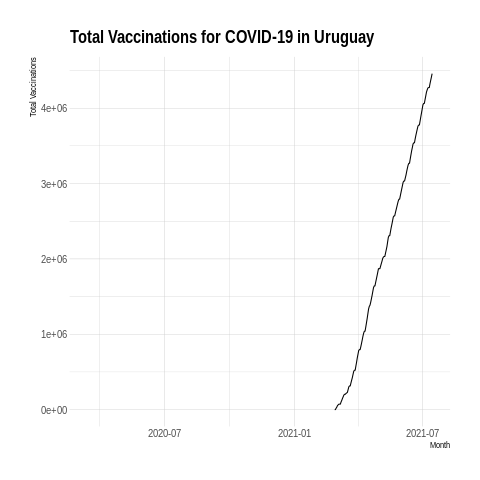 Total Vaccinations for COVID-19 in Uruguay
Total Vaccinations
4e+06
3e+06
2e+06
1e+06
0e+00
2020-07
2021-01
2021-07
Month